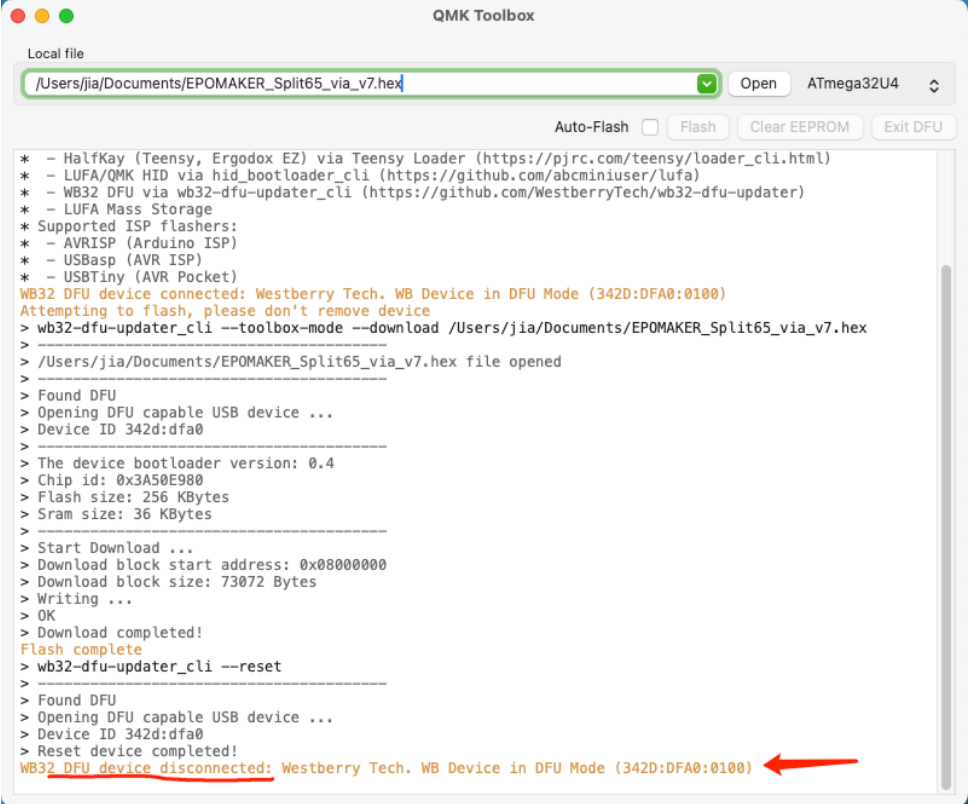 QMK Toolbox
Local file
/Users/jia/Documents/EPOMAKER_Split65_via_v7.hex
Open
ATmega32U4
Auto-Flash
Flash
Clear EEPROM
Exit DFU
*  - HalfKay (Teensy, Ergodox EZ) via Teensy Loader (https://pjrc.com/teensy/loader_cli.html)
*  - LUFA/QMK HID via hid_bootloader_cli (https://github.com/abcminiuser/lufa)
*  - WB32 DFU via wb32-dfu-updater_cli (https://github.com/WestberryTech/wb32-dfu-updater)
*  - LUFA Mass Storage
* Supported ISP flashers:
*  - AVRISP (Arduino ISP)
*  - USBasp (AVR ISP)
*  - USBTiny (AVR Pocket)
WB32 DFU device connected: Westberry Tech. WB Device in DFU Mode (342D:DFA0:0100)
Attempting to flash, please don't remove device
> wb32-dfu-updater_cli --toolbox-mode --download /Users/jia/Documents/EPOMAKER_Split65_via_v7.hex
> ----------------------------------------
> /Users/jia/Documents/EPOMAKER_Split65_via_v7.hex file opened
> ----------------------------------------
> Found DFU
> Opening DFU capable USB device ...
> Device ID 342d:dfa0
> ----------------------------------------
> The device bootloader version: 0.4
> Chip id: 0x3A50E980
> Flash size: 256 KBytes
> Sram size: 36 KBytes
> ----------------------------------------
> Start Download ...
> Download block start address: 0x08000000
> Download block size: 73072 Bytes
> Writing ...
> OK
> Download completed!
Flash complete
> wb32-dfu-updater_cli --reset
> ----------------------------------------
> Found DFU
> Opening DFU capable USB device ...
> Device ID 342d:dfa0
> Reset device completed!
WB32 DFU device disconnected: Westberry Tech. WB Device in DFU Mode (342D:DFA0:0100)